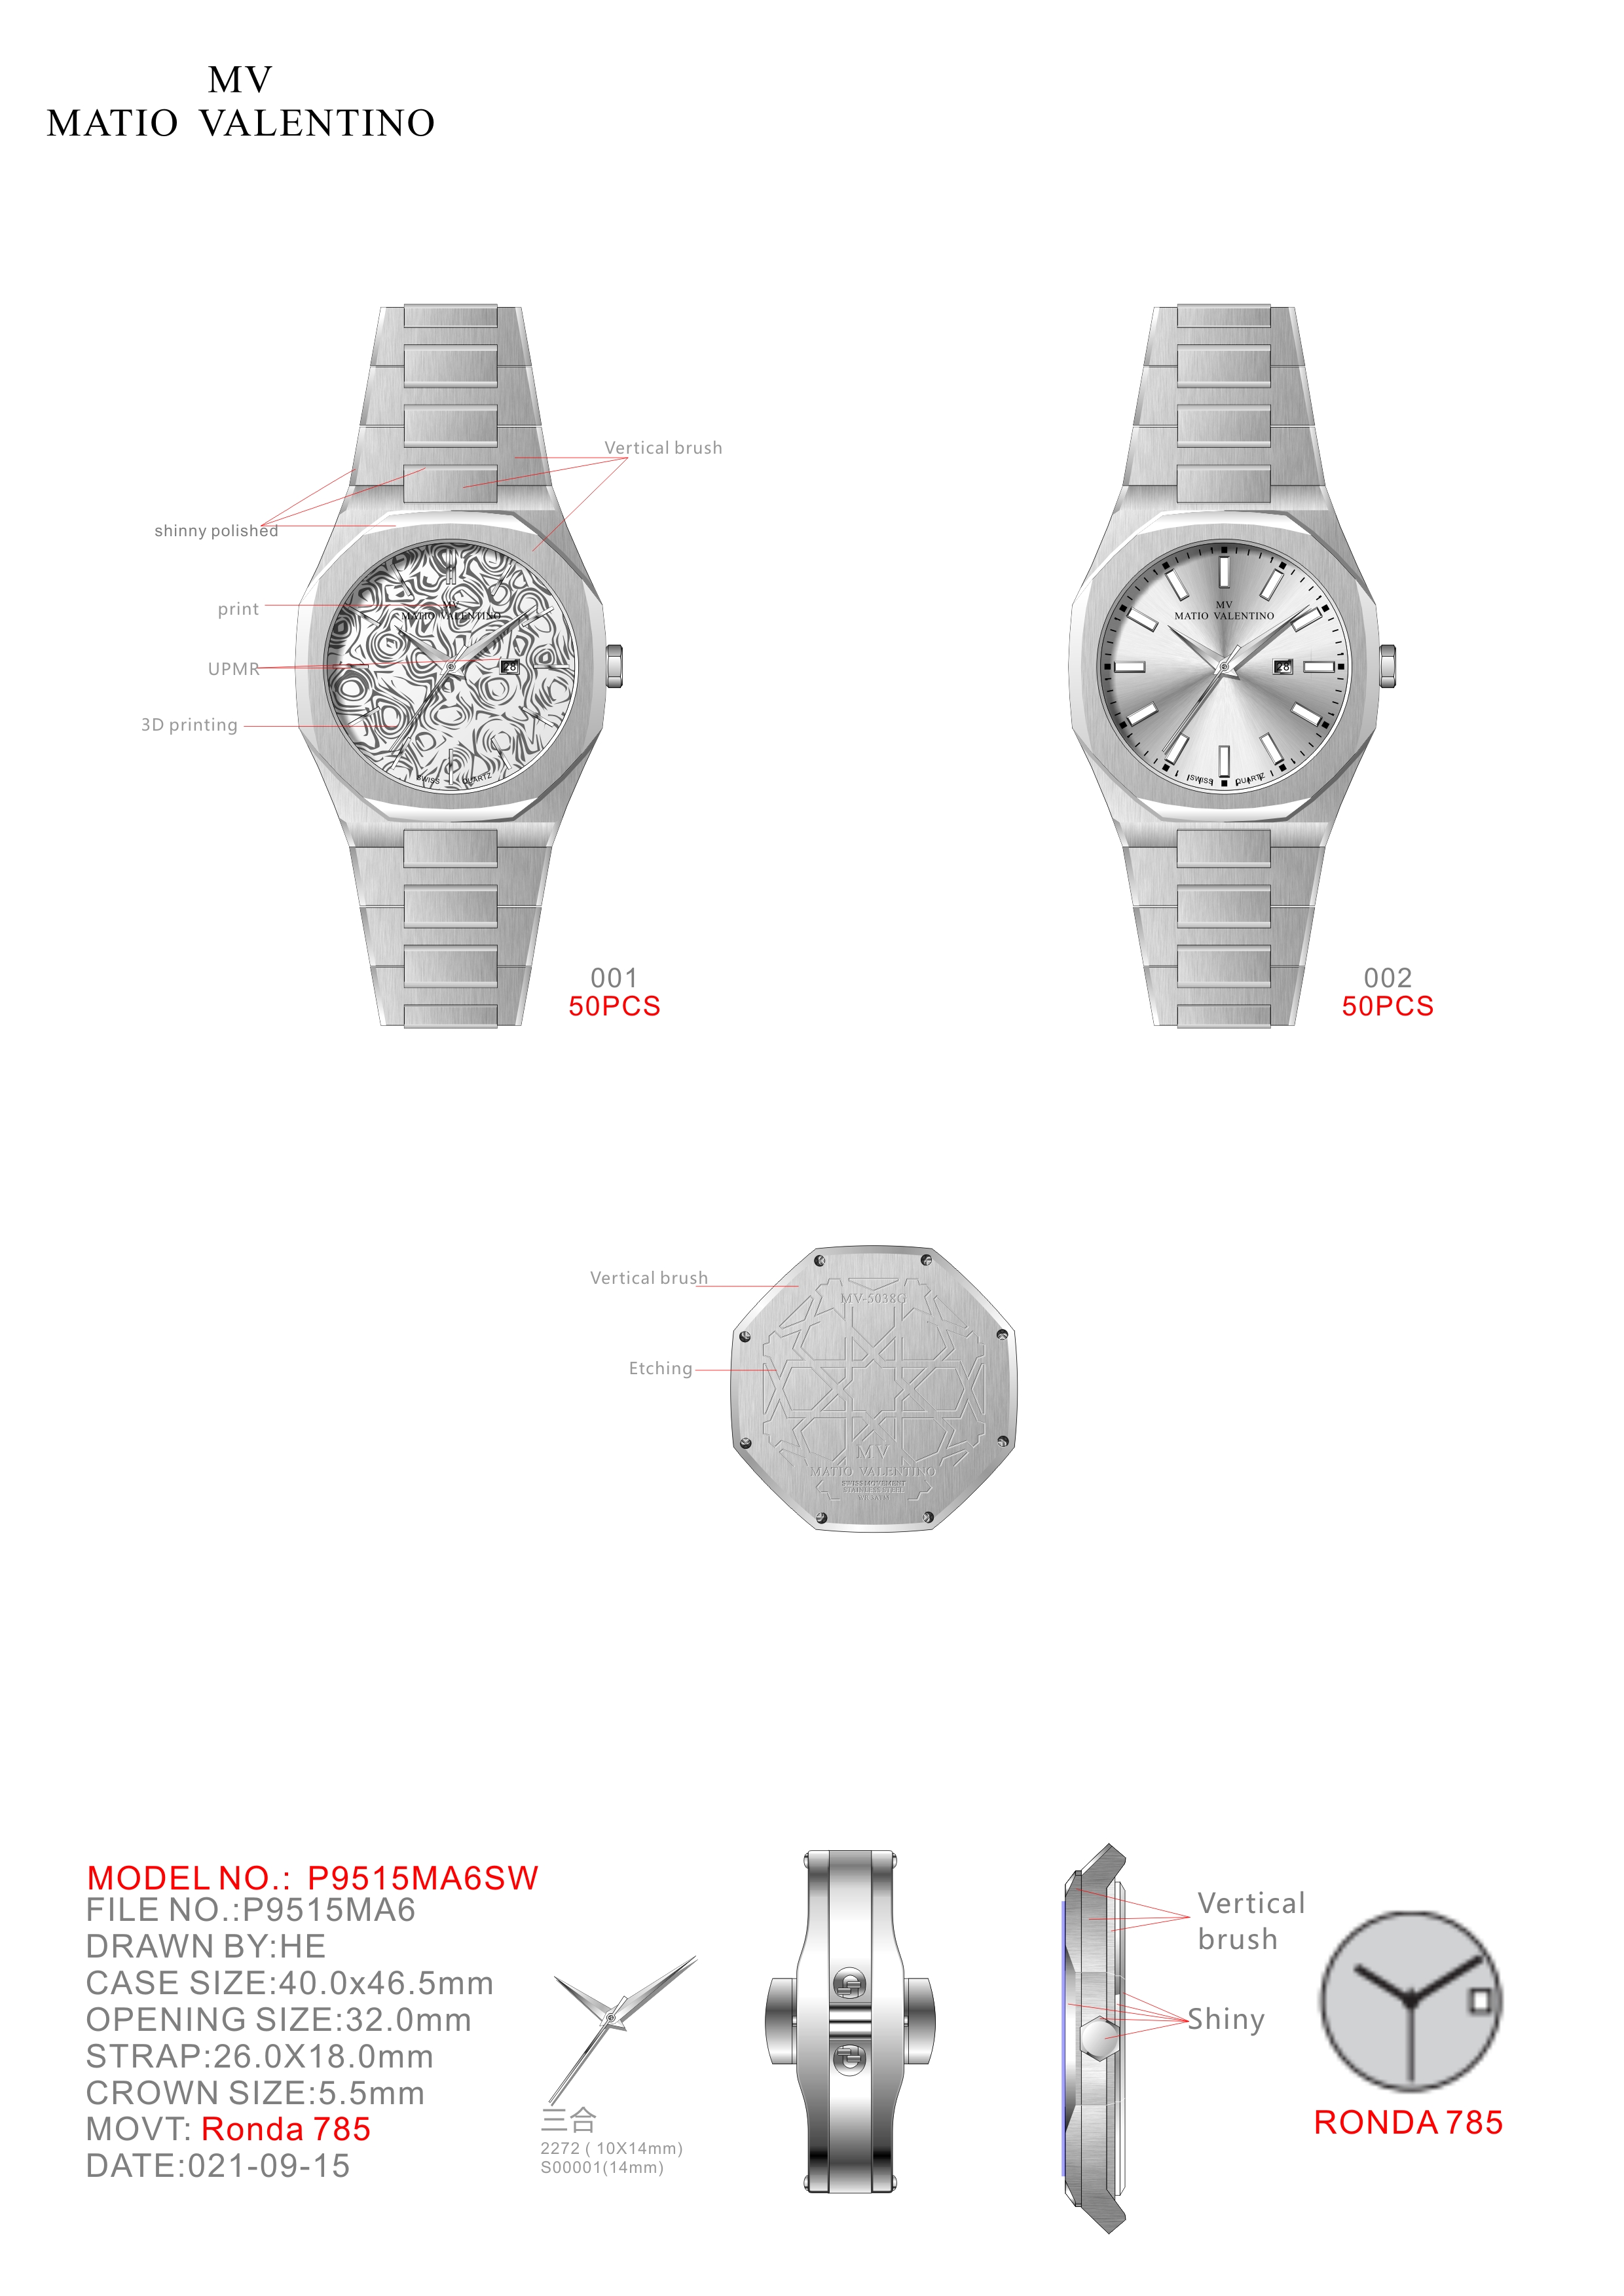 MV
MATIO VALENTINO
Vertical brush
shinny polished
print
MV
MATIO VALENTINO
UPMR
28
3D printing
SWISS QUARTZ
001
50PCS
MV
MATIO VALENTINO
28
SWISS QUARTZ
002
50PCS
Vertical brush
MV-5038G
Etching
MV
MATIO VALENTINO
SWISS MOVEMENT
STAINLESS STEEL
MODEL NO.: P9515MA6SW
FILE NO.:P9515MA6
DRAWN BY:HE
CASE SIZE:40.0x46.5mm
OPENING SIZE:32.0mm
STRAP:26.0X18.0mm
CROWN SIZE:5.5mm
MOVT: Ronda 785
DATE:021-09-15
三合
2272 ( 10X14mm)
S00001(14mm)
Vertical
brush
Shiny
RONDA 785